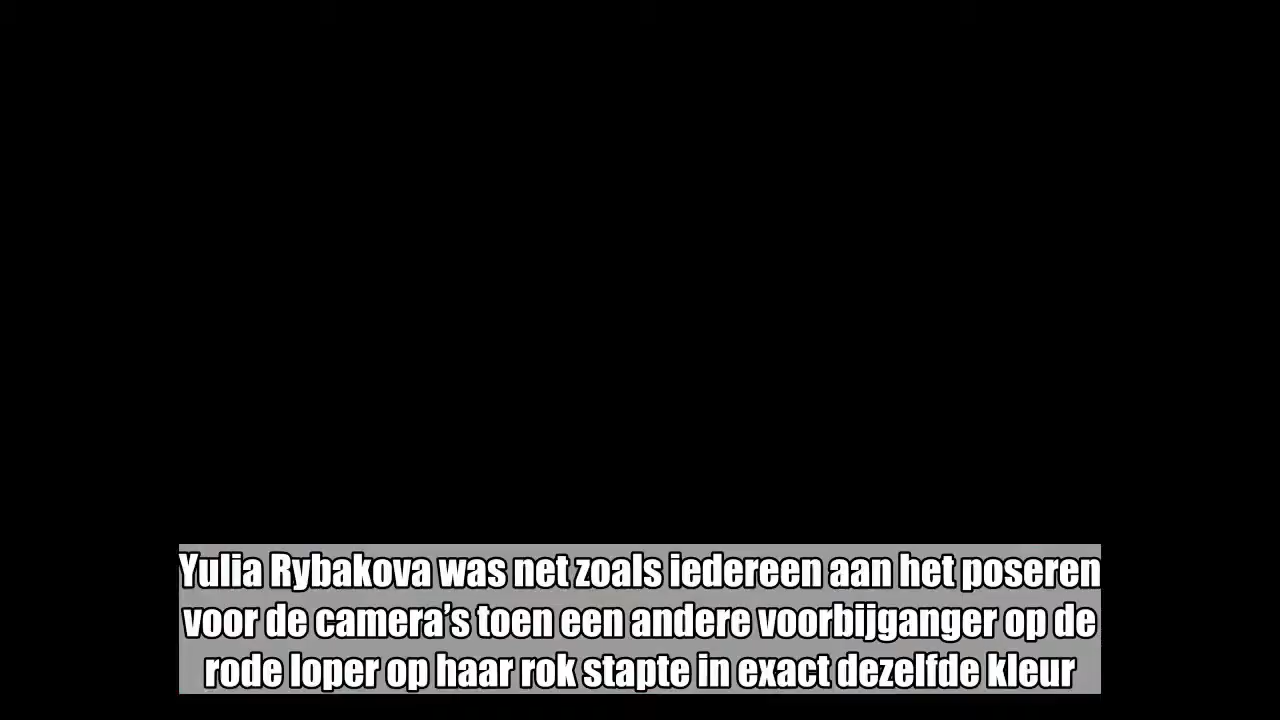 Yulia Rybakova was net zoals iedereen aan het poseren
voor de camera’s toen een andere voorbijganger op de
rode loper op haar rok stapte in exact dezelfde kleur